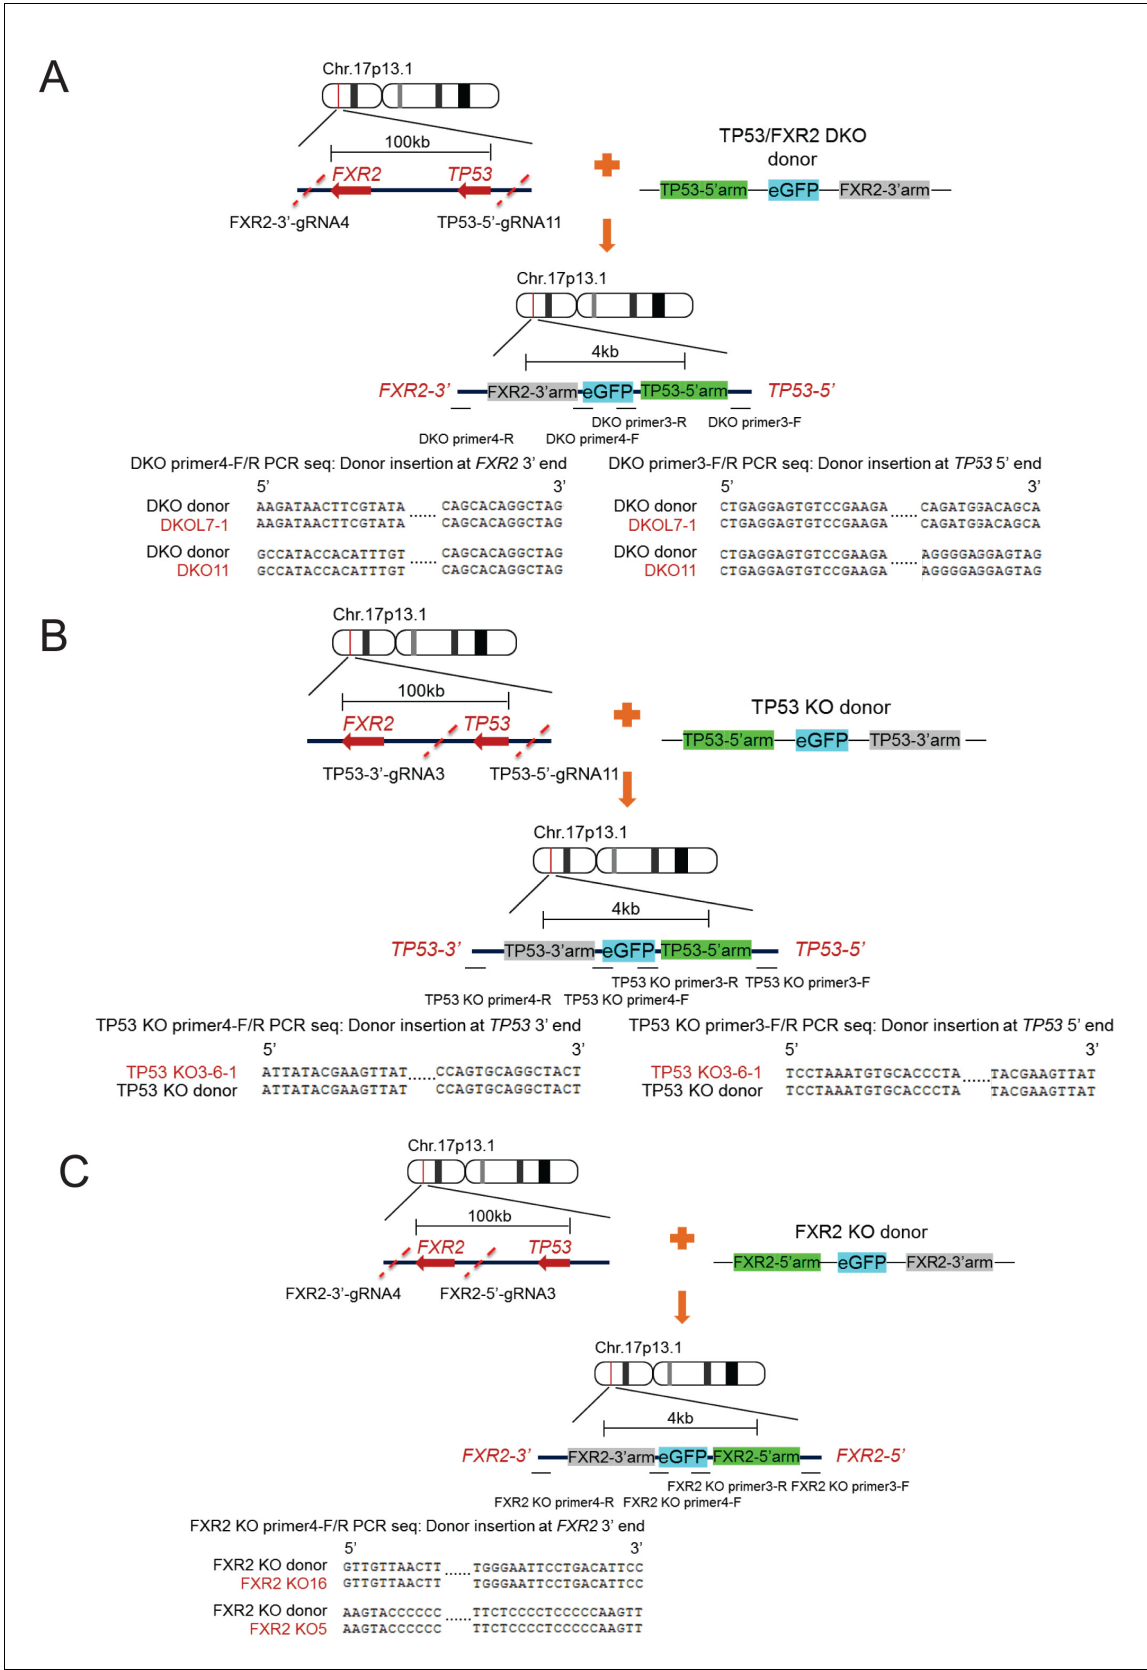 A
Chr.17p13.1
100kb
FXR2 TP53
FXR2-3'-gRNA4 TP53-5'-gRNA11
TP53/FXR2 DKO
donor
TP53-5'arm eGFP FXR2-3'arm
Chr.17p13.1
4kb
FXR2-3' FXR2-3'arm eGFP TP53-5'arm TP53-5'
DKO primer3-R DKO primer3-F
DKO primer4-R DKO primer4-F
DKO primer4-F/R PCR seq: Donor insertion at FXR2 3' end
5' 3'
DKO donor AAGATAACTTCGTATA ...... CAGCACAGGCTAG
DKOL7-1 AAGATAACTTCGTATA CAGCACAGGCTAG
DKO donor GCCATACCACATTTGT ...... CAGCACAGGCTAG
DKO11 GCCATACCACATTTGT CAGCACAGGCTAG
DKO primer3-F/R PCR seq: Donor insertion at TP53 5' end
5' 3'
DKO donor CTGAGGAGTGTCCGAAGA ...... CAGATGGACAGCA
DKOL7-1 CTGAGGAGTGTCCGAAGA CAGATGGACAGCA
DKO donor CTGAGGAGTGTCCGAAGA ...... AGGGGAGGAGTAG
DKO11 CTGAGGAGTGTCCGAAGA AGGGGAGGAGTAG
B
Chr.17p13.1
100kb
FXR2 TP53
TP53-3'-gRNA3 TP53-5'-gRNA11
TP53 KO donor
TP53-5'arm eGFP TP53-3'arm
Chr.17p13.1
4kb
TP53-3' TP53-3'arm eGFP TP53-5'arm TP53-5'
TP53 KO primer3-R TP53 KO primer3-F
TP53 KO primer4-R TP53 KO primer4-F
TP53 KO primer4-F/R PCR seq: Donor insertion at TP53 3' end
5' 3'
TP53 KO3-6-1 ATTATACGAAGTTAT ...... CCAGTGCAGGCTACT
TP53 KO donor ATTATACGAAGTTAT CCAGTGCAGGCTACT
TP53 KO primer3-F/R PCR seq: Donor insertion at TP53 5' end
5' 3'
TP53 KO3-6-1 TCCTAAATGTGCACCCTA ...... TACGAAGTTAT
TP53 KO donor TCCTAAATGTGCACCCTA TACGAAGTTAT
C
Chr.17p13.1
100kb
FXR2 TP53
FXR2-3'-gRNA4 FXR2-5'-gRNA3
FXR2 KO donor
FXR2-5'arm eGFP FXR2-3'arm
Chr.17p13.1
4kb
FXR2-3' FXR2-3'arm eGFP FXR2-5'arm FXR2-5'
FXR2 KO primer3-R FXR2 KO primer3-F
FXR2 KO primer4-R FXR2 KO primer4-F
FXR2 KO primer4-F/R PCR seq: Donor insertion at FXR2 3' end
5' 3'
FXR2 KO donor GTTGTTAACTT ...... TGGGAATTCCTGACATTCC
FXR2 KO16 GTTGTTAACTT TGGGAATTCCTGACATTCC
FXR2 KO donor AAGTACCCCCC ...... TTCTCCCCTCCCCCAAGTT
FXR2 KO5 AAGTACCCCCC TTCTCCCCTCCCCCAAGTT